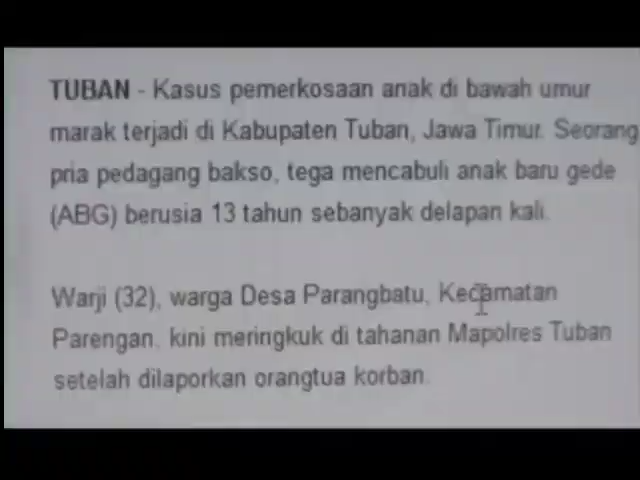 TUBAN - Kasus pemerkosaan anak di bawah umur
marak terjadi di Kabupaten Tuban, Jawa Timur. Seorang
pria pedagang bakso, tega mencabuli anak baru gede
(ABG) berusia 13 tahun sebanyak delapan kali.
Warji (32), warga Desa Parangbatu, Kecamatan
Parengan, kini meringkuk di tahanan Mapolres Tuban
setelah dilaporkan orangtua korban.